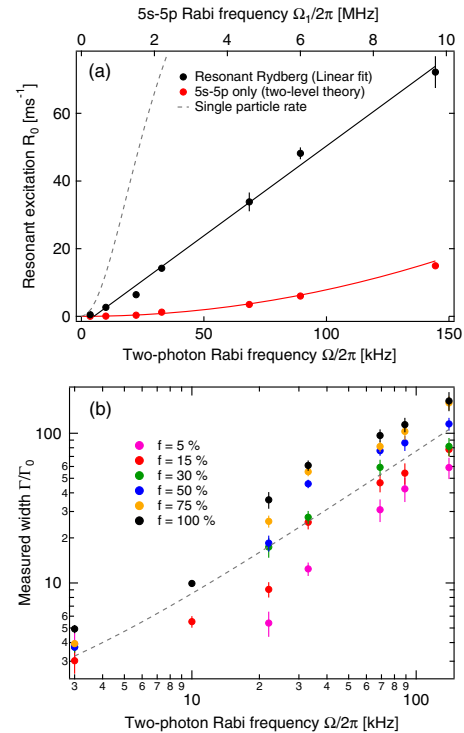 5s-5p Rabi frequency Ω₁/2π [MHz]
0 2 4 6 8 10
(a)
Resonant Rydberg (Linear fit)
5s-5p only (two-level theory)
Single particle rate
Resonant excitation R₀ [ms⁻¹]
60
40
20
0
0 50 100 150
Two-photon Rabi frequency Ω/2π [kHz]
(b)
f = 5 %
f = 15 %
f = 30 %
f = 50 %
f = 75 %
f = 100 %
Measured width Γ/Γ₀
100
6
5
4
3
2
10
6
5
4
3
3 4 5 6 7 8 9 10 2 3 4 5 6 7 8 9 100
Two-photon Rabi frequency Ω/2π [kHz]